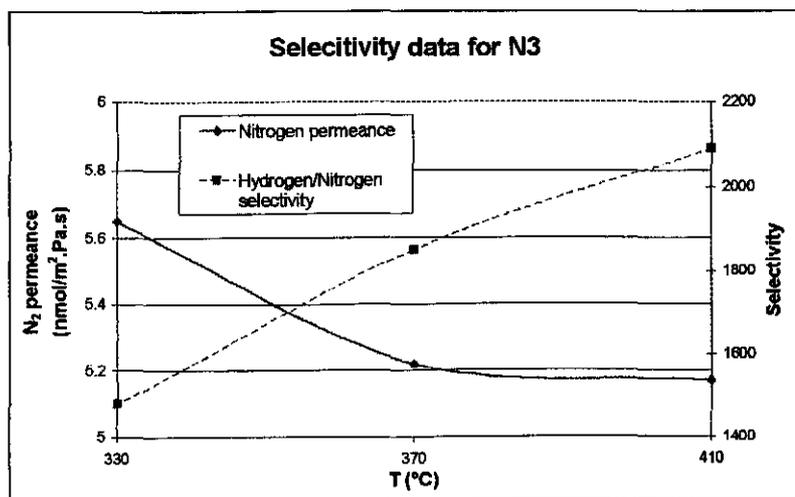 Selecitivity data for N3
6
5.8
5.6
5.4
5.2
5
2200
2000
1800
1600
1400
Nitrogen permeance
Hydrogen/Nitrogen
selectivity
N₂ permeance
(nmol/m².Pa.s)
Selectivity
330
370
410
T (°C)